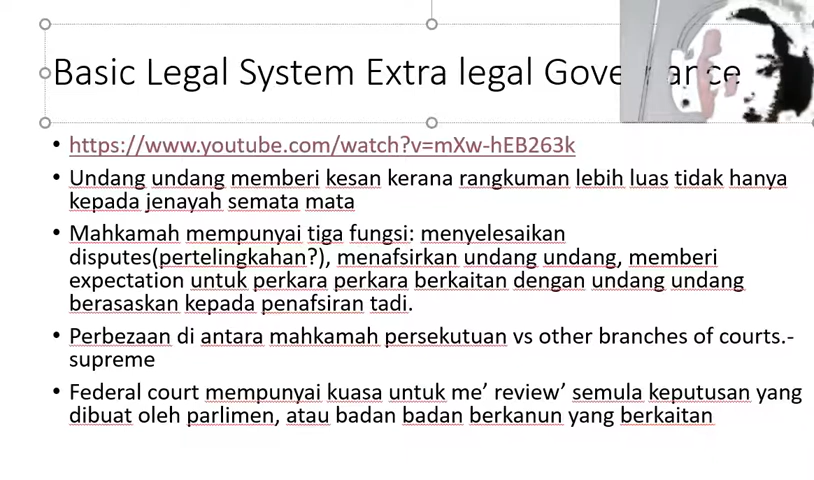 Basic Legal System Extra legal Governance
https://www.youtube.com/watch?v=mXw-hEB263k
Undang undang memberi kesan kerana rangkuman lebih luas tidak hanya
kepada jenayah semata mata
Mahkamah mempunyai tiga fungsi: menyelesaikan
disputes(pertelingkahan?), menafsirkan undang undang, memberi
expectation untuk perkara perkara berkaitan dengan undang undang
berasaskan kepada penafsiran tadi.
Perbezaan di antara mahkamah persekutuan vs other branches of courts.-
supreme
Federal court mempunyai kuasa untuk me’ review’ semula keputusan yang
dibuat oleh parlimen, atau badan badan berkanun yang berkaitan